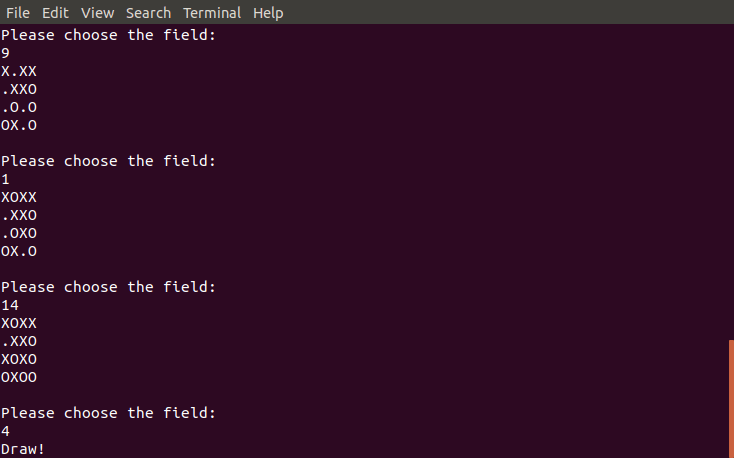 File Edit View Search Terminal Help
Please choose the field:
9
X.XX
.XXO
.O.O
OX.O
Please choose the field:
1
XOXX
.XXO
.OXO
OX.O
Please choose the field:
14
XOXX
.XXO
XOXO
OXOO
Please choose the field:
4
Draw!